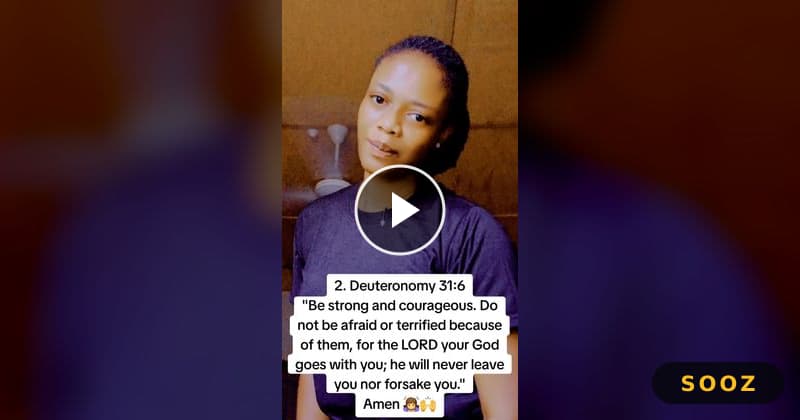 2. Deuteronomy 31:6
"Be strong and courageous. Do
not be afraid or terrified because
of them, for the LORD your God
goes with you; he will never leave
you nor forsake you."
Amen 🙇‍♀️🙌
SOOZ